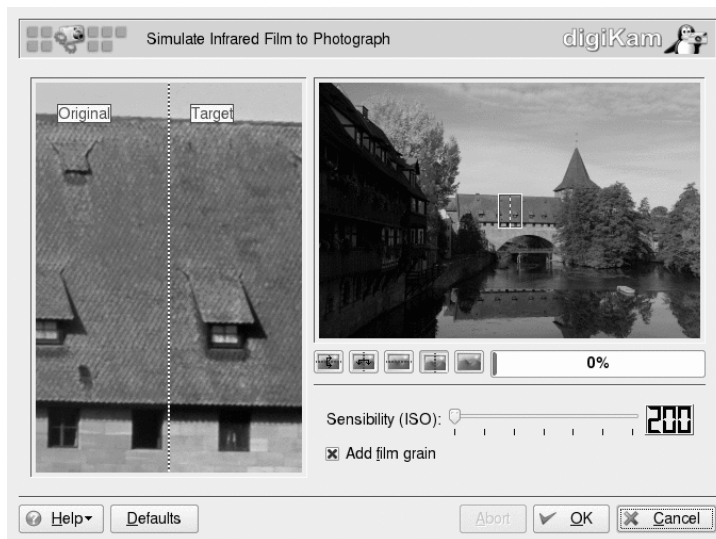 Simulate Infrared Film to Photograph
digiKam
Original
Target
0%
Sensibility (ISO):
200
Add film grain
Help
Defaults
Abort
OK
Cancel